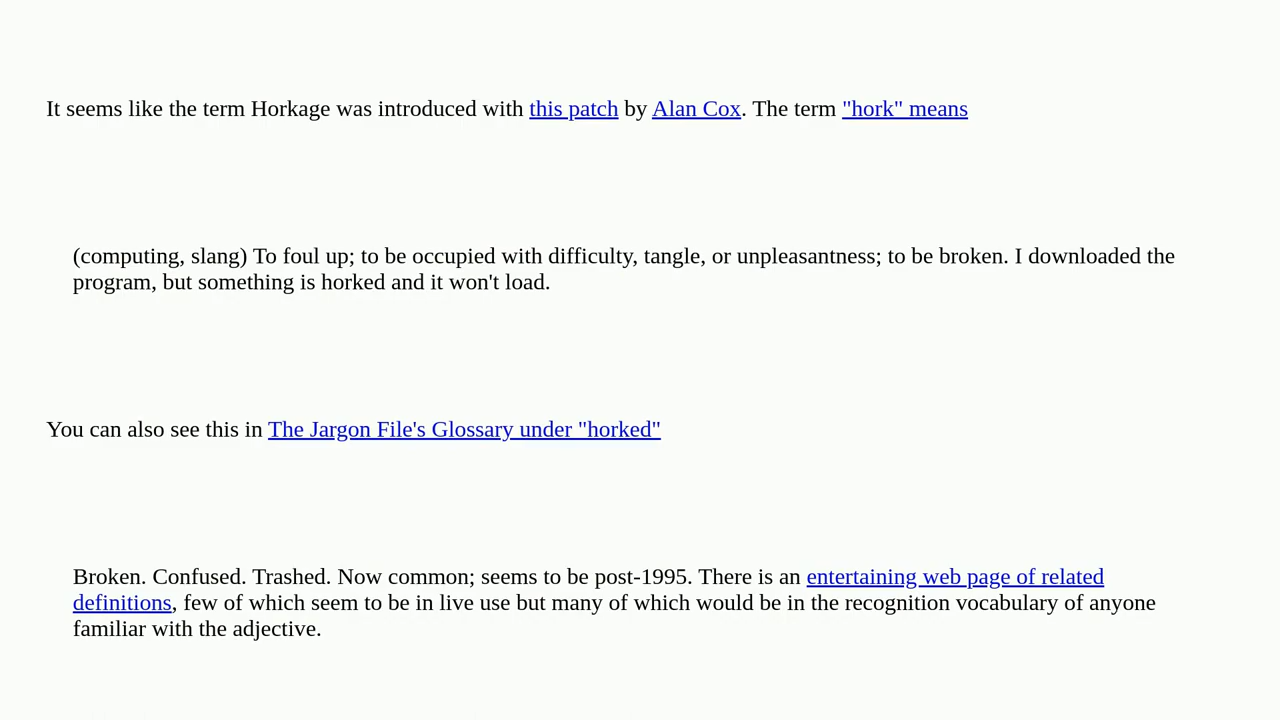 It seems like the term Horkage was introduced with this patch by Alan Cox. The term "hork" means
(computing, slang) To foul up; to be occupied with difficulty, tangle, or unpleasantness; to be broken. I downloaded the
program, but something is horked and it won't load.
You can also see this in The Jargon File's Glossary under "horked"
Broken. Confused. Trashed. Now common; seems to be post-1995. There is an entertaining web page of related
definitions, few of which seem to be in live use but many of which would be in the recognition vocabulary of anyone
familiar with the adjective.